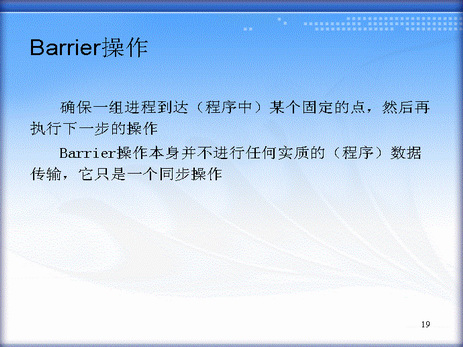 Barrier操作
确保一组进程到达（程序中）某个固定的点，然后再
执行下一步的操作
Barrier操作本身并不进行任何实质的（程序）数据
传输，它只是一个同步操作
19